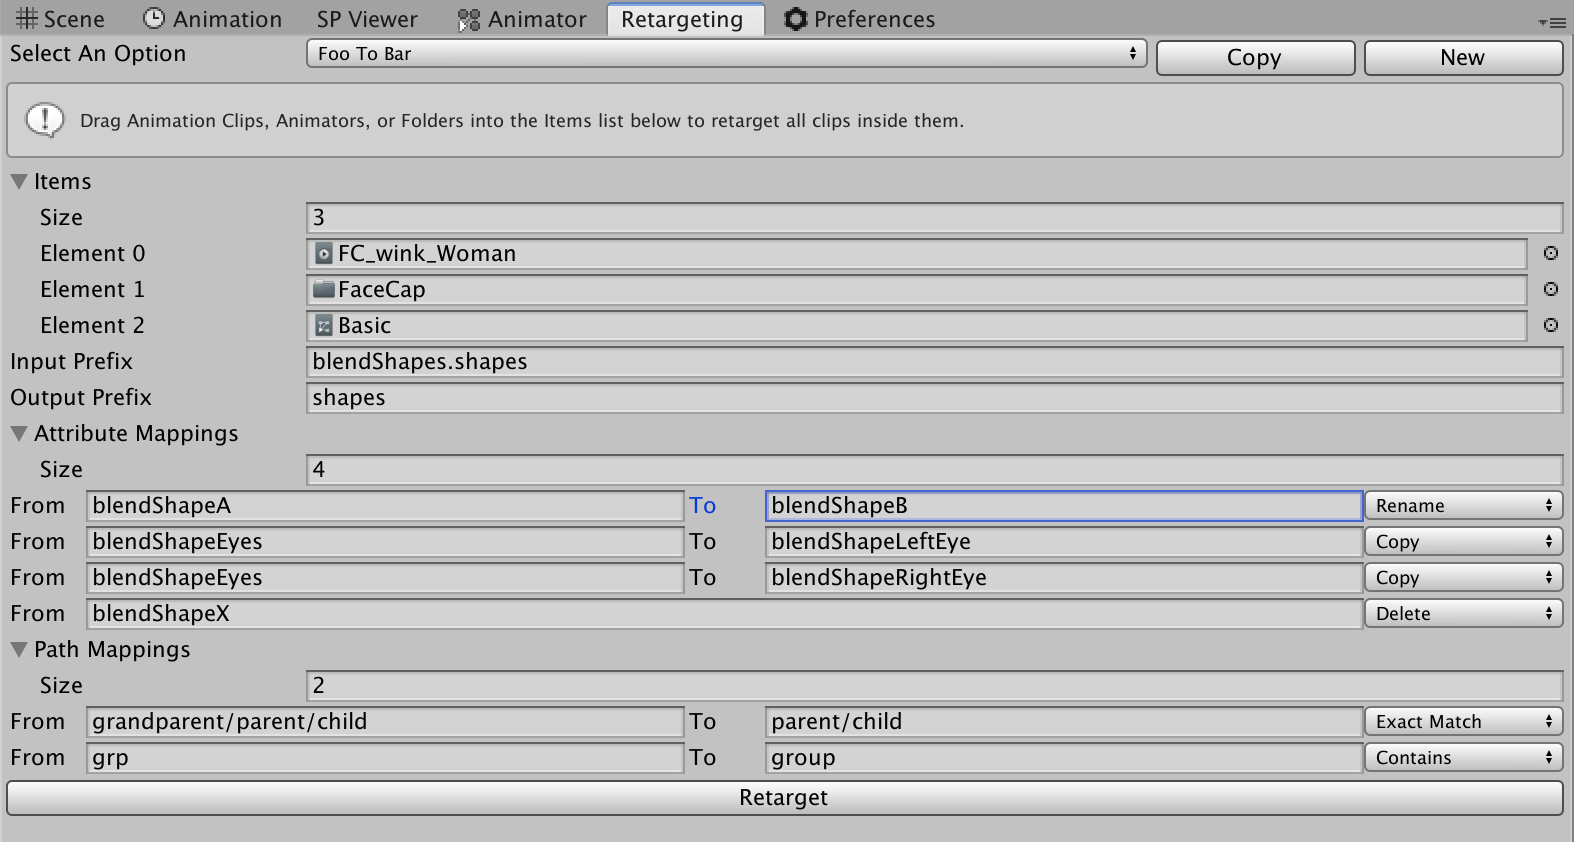 Scene Animation SP Viewer Animator Retargeting Preferences
Select An Option Foo To Bar Copy New
Drag Animation Clips, Animators, or Folders into the Items list below to retarget all clips inside them.
Items
Size 3
Element 0 FC_wink_Woman
Element 1 FaceCap
Element 2 Basic
Input Prefix blendShapes.shapes
Output Prefix shapes
Attribute Mappings
Size 4
From blendShapeA To blendShapeB Rename
From blendShapeEyes To blendShapeLeftEye Copy
From blendShapeEyes To blendShapeRightEye Copy
From blendShapeX Delete
Path Mappings
Size 2
From grandparent/parent/child To parent/child Exact Match
From grp To group Contains
Retarget